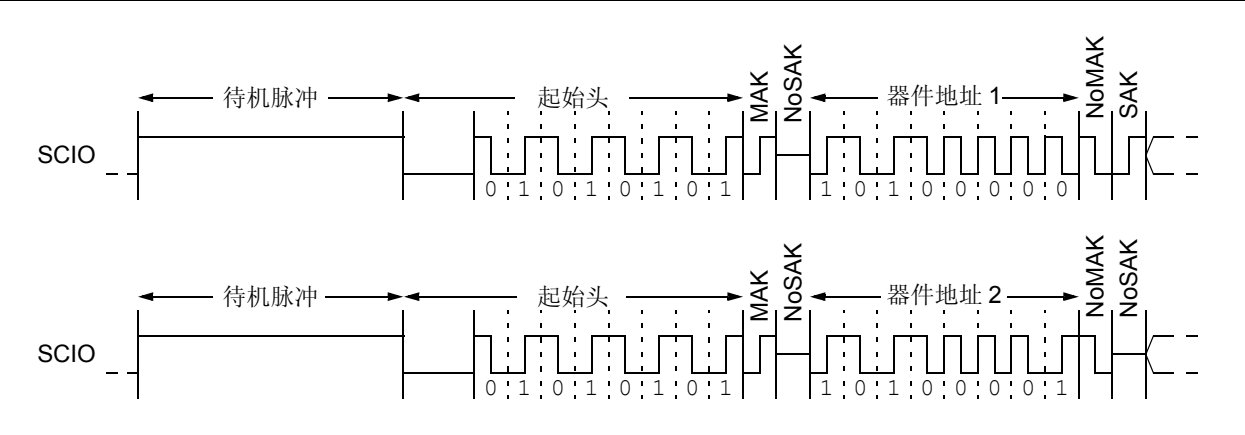 待机脉冲 起始头 MAK NoSAK 器件地址 1 NoMAK SAK
SCIO
0 1 0 1 0 1 0 1 1 0 1 0 0 0 0 0
待机脉冲 起始头 MAK NoSAK 器件地址 2 NoMAK NoSAK
SCIO
0 1 0 1 0 1 0 1 1 0 1 0 0 0 0 1